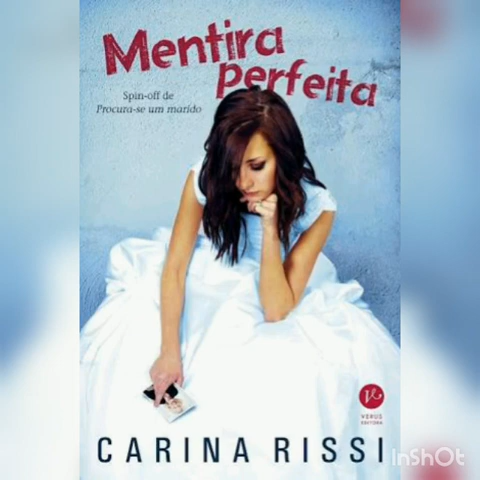 Mentira
perfeita
Spin-off de
Procura-se um marido
VERUS
EDITORA
CARINA RISSI
InShOt